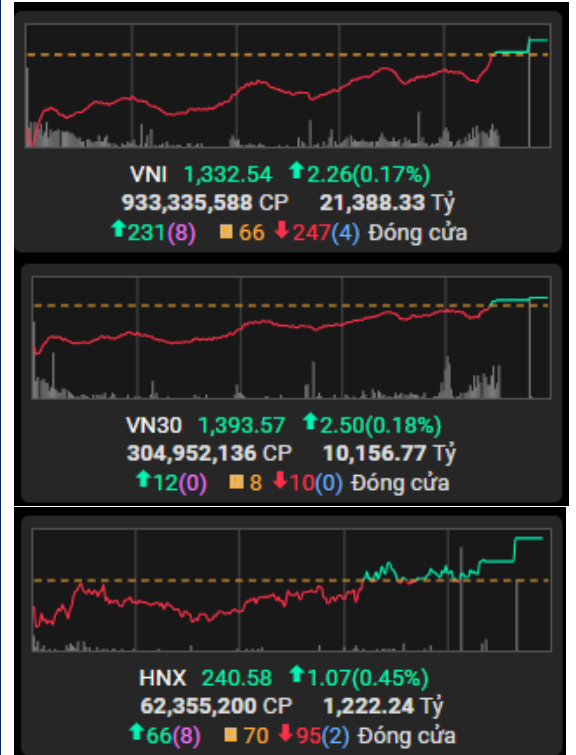 VNI 1,332.54 2.26(0.17%)
933,335,588 CP 21,388.33 Tỷ
231(8) 66 247(4) Đóng cửa
VN30 1,393.57 2.50(0.18%)
304,952,136 CP 10,156.77 Tỷ
12(0) 8 10(0) Đóng cửa
HNX 240.58 1.07(0.45%)
62,355,200 CP 1,222.24 Tỷ
66(8) 70 95(2) Đóng cửa